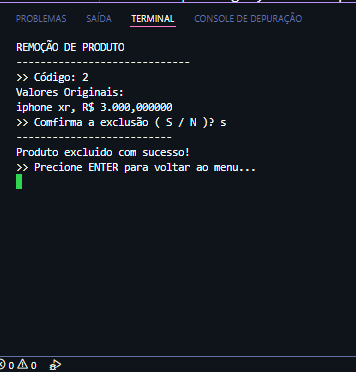 PROBLEMAS SAÍDA TERMINAL CONSOLE DE DEPURAÇÃO
REMOÇÃO DE PRODUTO
-----------------------------
>> Código: 2
Valores Originais:
iphone xr, R$ 3.000,000000
>> Comfirma a exclusão ( S / N )? s
--------------------------
Produto excluido com sucesso!
>> Precione ENTER para voltar ao menu...
0 0